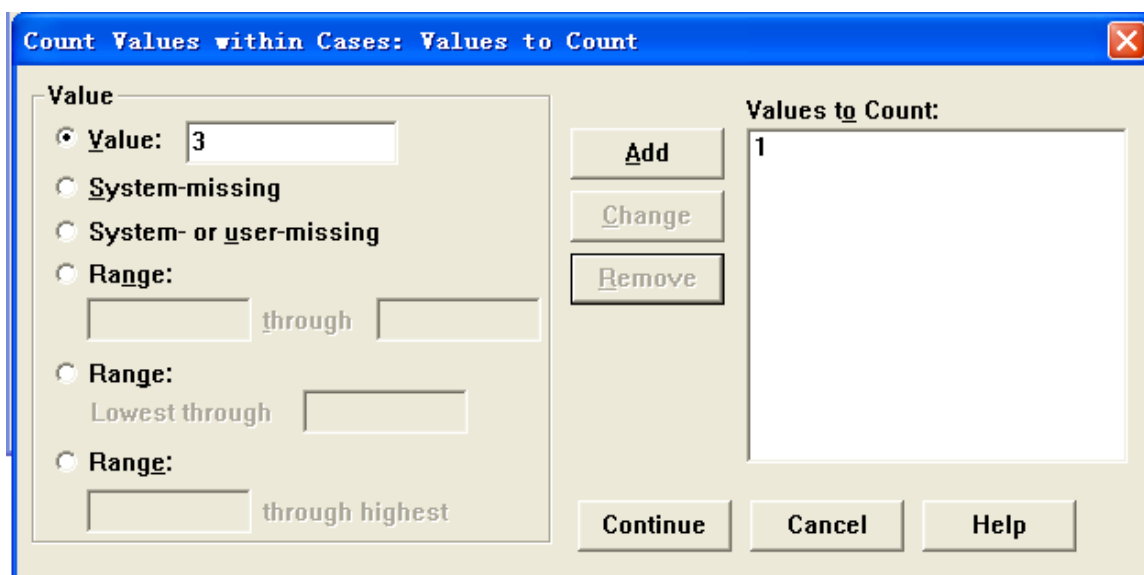 Count Values within Cases: Values to Count
Value
Value: 3
System-missing
System- or user-missing
Range:
through
Range:
Lowest through
Range:
through highest
Add
Change
Remove
Values to Count:
1
Continue
Cancel
Help